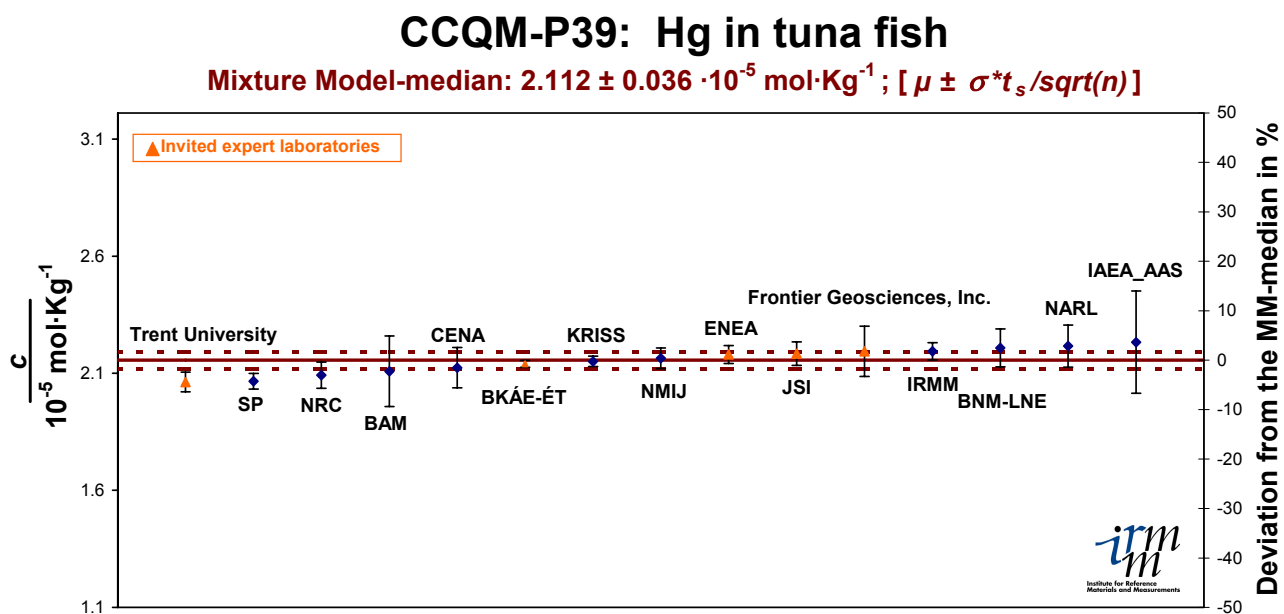 CCQM-P39: Hg in tuna fish
Mixture Model-median: 2.112 ± 0.036 ·10⁻⁵ mol·Kg⁻¹ ; [ µ ± σ*tₛ/sqrt(n) ]
▲Invited expert laboratories
3.1
2.6
2.1
1.6
1.1
c
10⁻⁵ mol·Kg⁻¹
Trent University
SP
NRC
BAM
CENA
BKÁE-ÉT
KRISS
NMIJ
ENEA
JSI
Frontier Geosciences, Inc.
IRMM
BNM-LNE
NARL
IAEA_AAS
50
40
30
20
10
0
-10
-20
-30
-40
-50
Deviation from the MM-median in %
irmm
Institute for Reference
Materials and Measurements